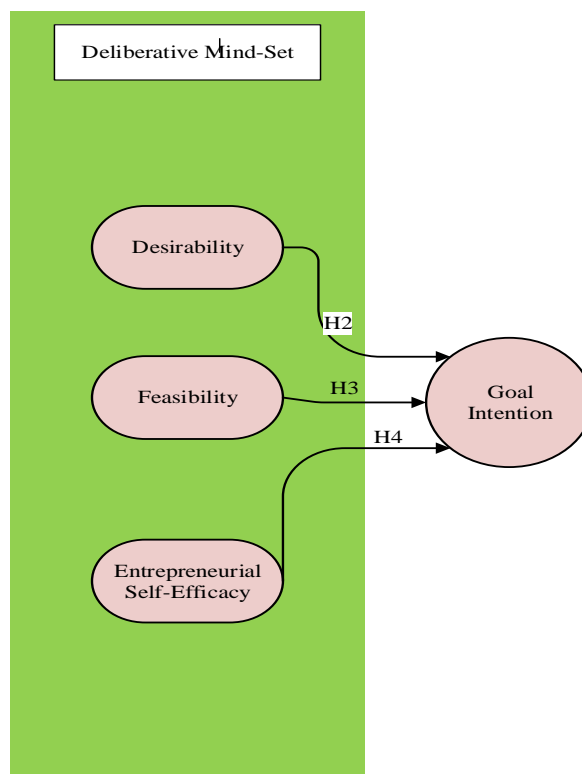 Deliberative Mind-Set
Desirability
H2
Feasibility
H3
Goal
Intention
H4
Entrepreneurial
Self-Efficacy